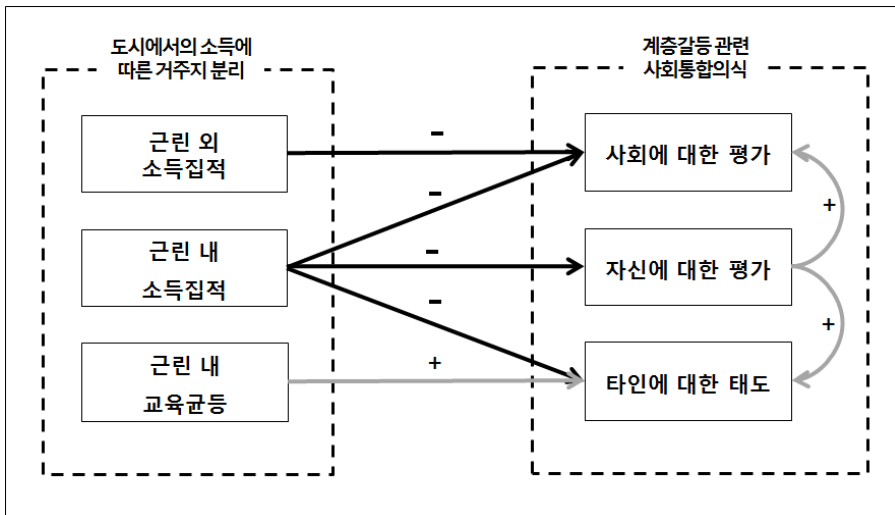 도시에서의 소득에
따른 거주지 분리
계층갈등 관련
사회통합의식
근린 외
소득집적
-
사회에 대한 평가
-
+
근린 내
소득집적
-
자신에 대한 평가
-
+
근린 내
교육균등
+
타인에 대한 태도